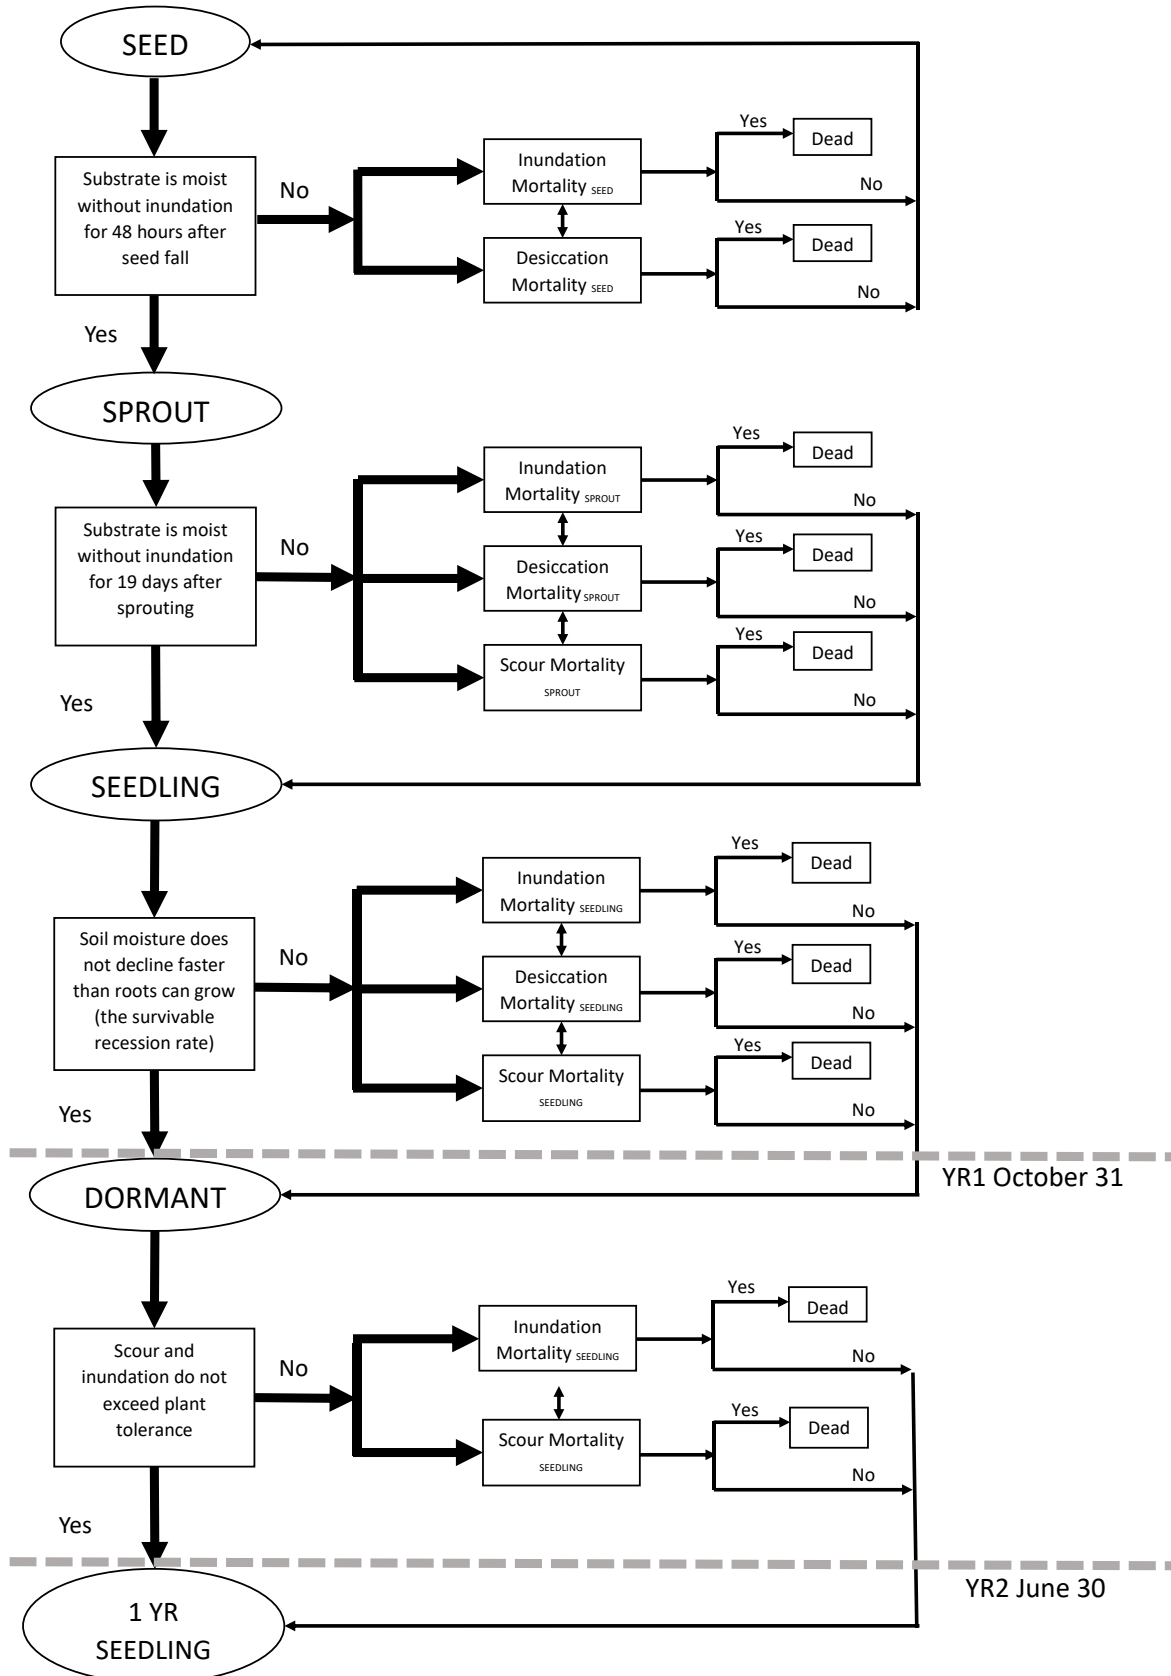 SEED
Substrate is moist
without inundation
for 48 hours after
seed fall
No
Inundation
Mortality SEED
Yes
Dead
No
Desiccation
Mortality SEED
Yes
Dead
No
Yes
SPROUT
Substrate is moist
without inundation
for 19 days after
sprouting
No
Inundation
Mortality SPROUT
Yes
Dead
No
Desiccation
Mortality SPROUT
Yes
Dead
No
Scour Mortality
SPROUT
Yes
Dead
No
Yes
SEEDLING
Soil moisture does
not decline faster
than roots can grow
(the survivable
recession rate)
No
Inundation
Mortality SEEDLING
Yes
Dead
No
Desiccation
Mortality SEEDLING
Yes
Dead
No
Scour Mortality
SEEDLING
Yes
Dead
No
Yes
YR1 October 31
DORMANT
Scour and
inundation do not
exceed plant
tolerance
No
Inundation
Mortality SEEDLING
Yes
Dead
No
Scour Mortality
SEEDLING
Yes
Dead
No
Yes
YR2 June 30
1 YR
SEEDLING